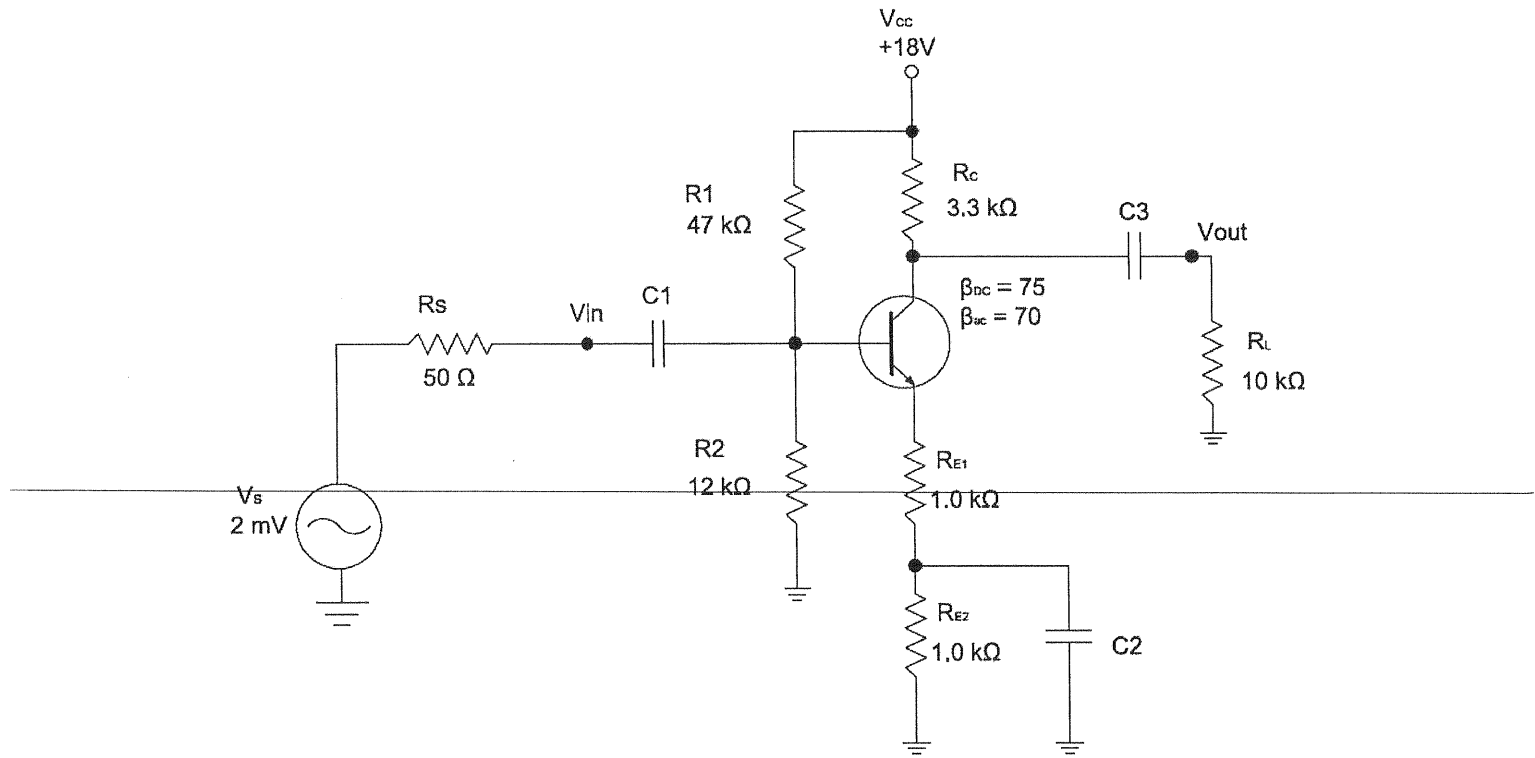 Vcc
+18V
R1
47 kΩ
Rc
3.3 kΩ
C3
Vout
βDC = 75
βac = 70
Rs
50 Ω
Vin
C1
RL
10 kΩ
R2
12 kΩ
RE1
1.0 kΩ
Vs
2 mV
RE2
1.0 kΩ
C2